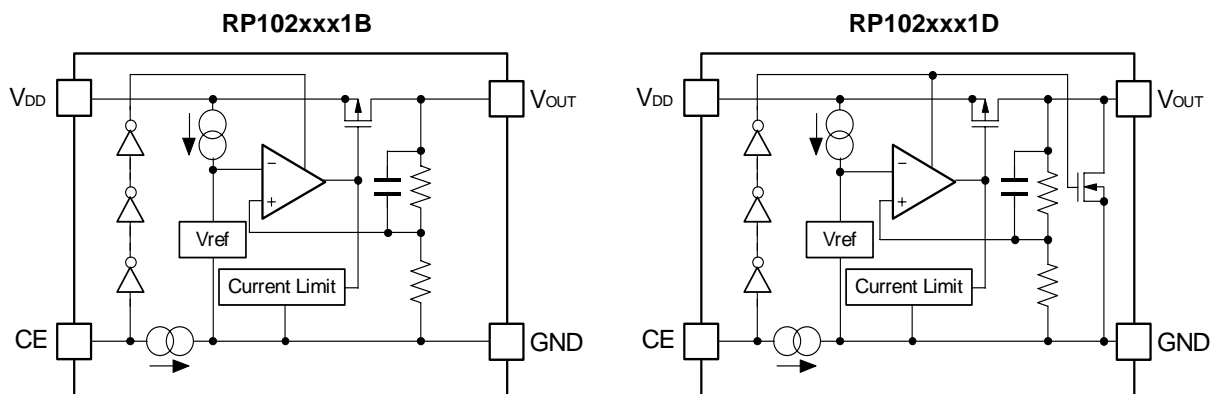 RP102xxx1B
VDD
VOUT
−
+
Vref
Current Limit
CE
GND
RP102xxx1D
VDD
VOUT
−
+
Vref
Current Limit
CE
GND